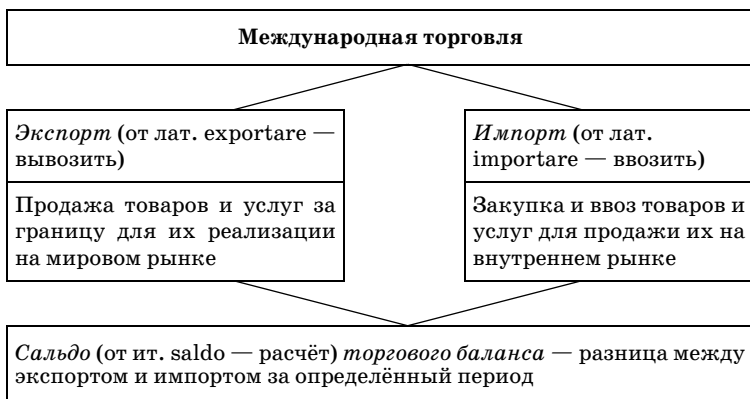 Международная торговля
Экспорт (от лат. exportare —
вывозить)
Продажа товаров и услуг за
границу для их реализации
на мировом рынке
Импорт (от лат.
importare — ввозить)
Закупка и ввоз товаров и
услуг для продажи их на
внутреннем рынке
Сальдо (от ит. saldo — расчёт) торгового баланса — разница между
экспортом и импортом за определённый период